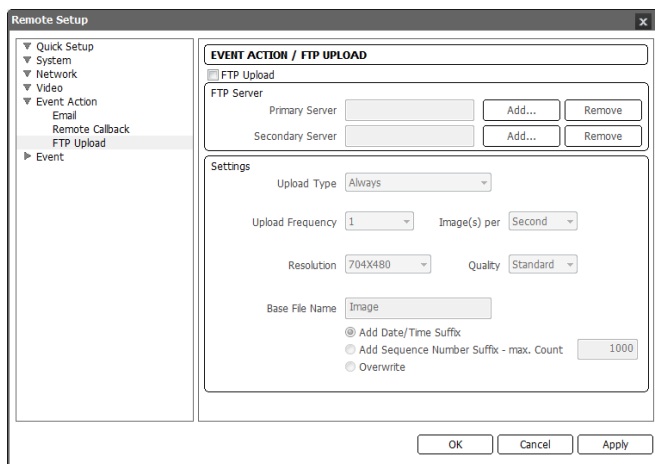 Remote Setup
Quick Setup
System
Network
Video
Event Action
Email
Remote Callback
FTP Upload
Event
EVENT ACTION / FTP UPLOAD
FTP Upload
FTP Server
Primary Server Add... Remove
Secondary Server Add... Remove
Settings
Upload Type Always
Upload Frequency 1 Image(s) per Second
Resolution 704X480 Quality Standard
Base File Name Image
Add Date/Time Suffix
Add Sequence Number Suffix - max. Count 1000
Overwrite
OK Cancel Apply